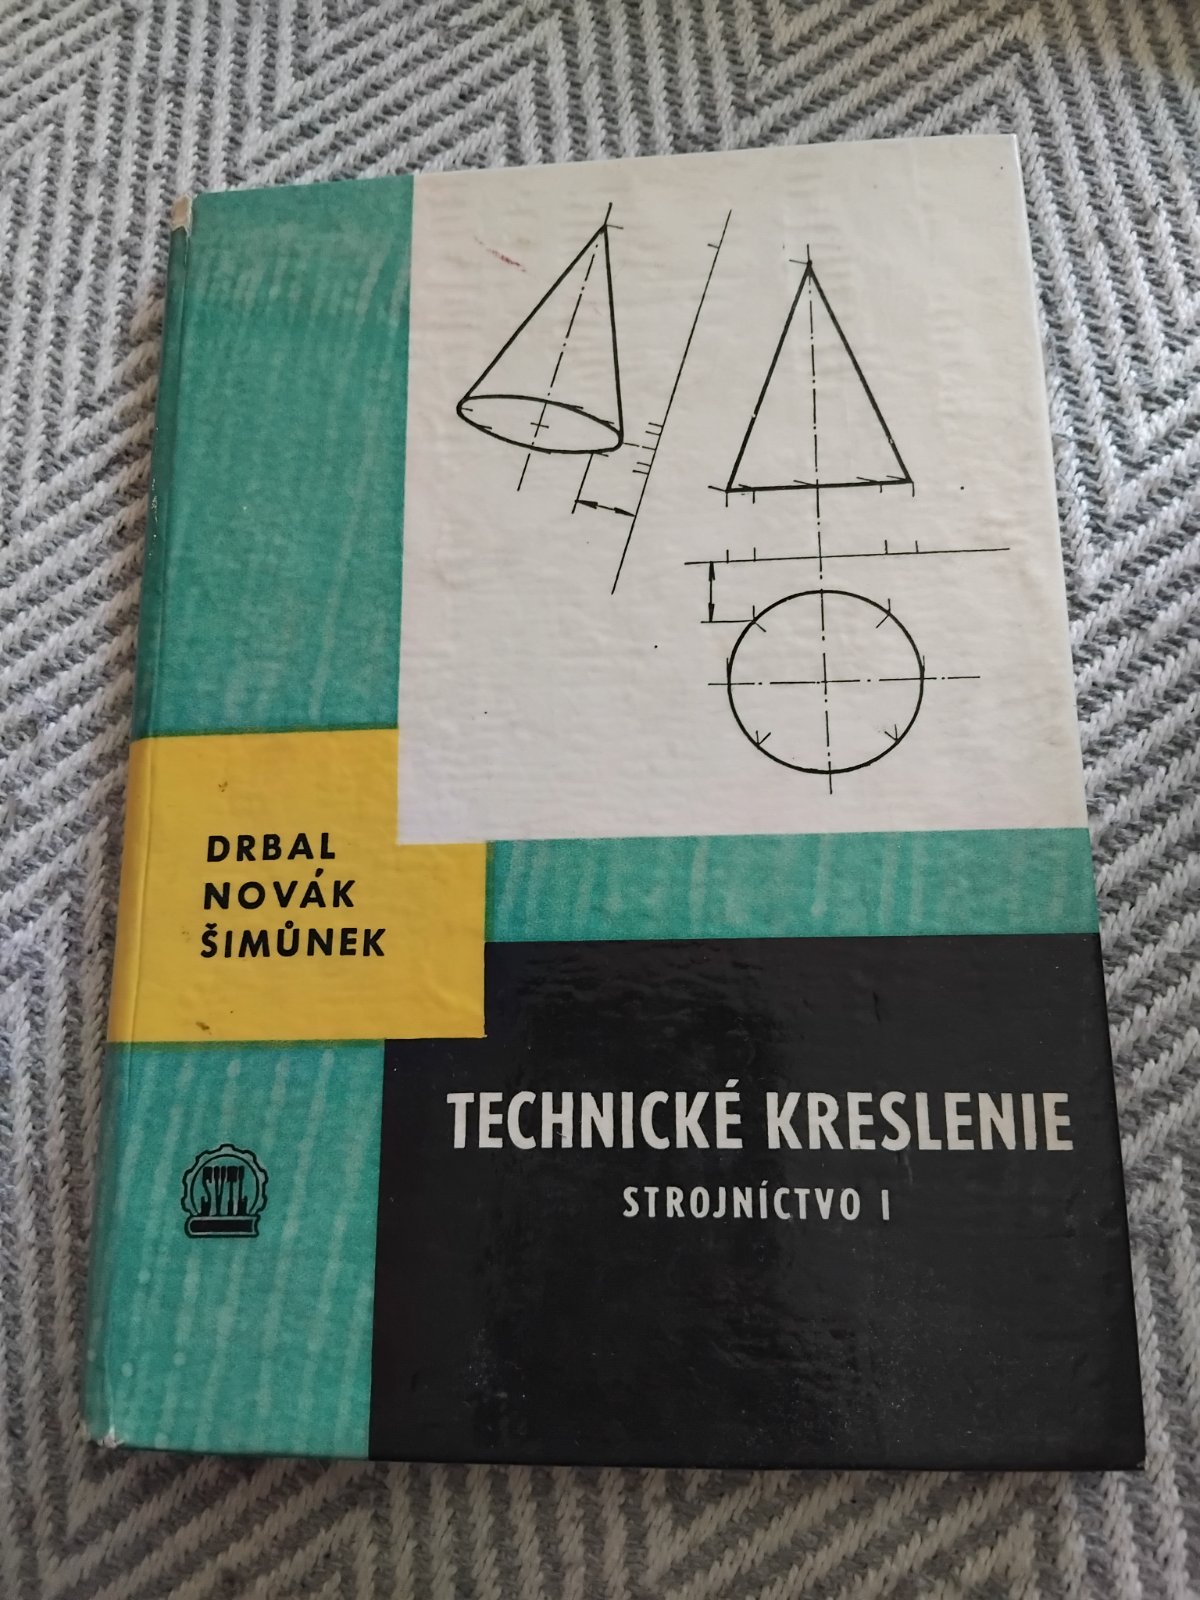 DRBAL
NOVÁK
ŠIMŮNEK
TECHNICKÉ KRESLENIE
STROJNÍCTVO I
SVTL